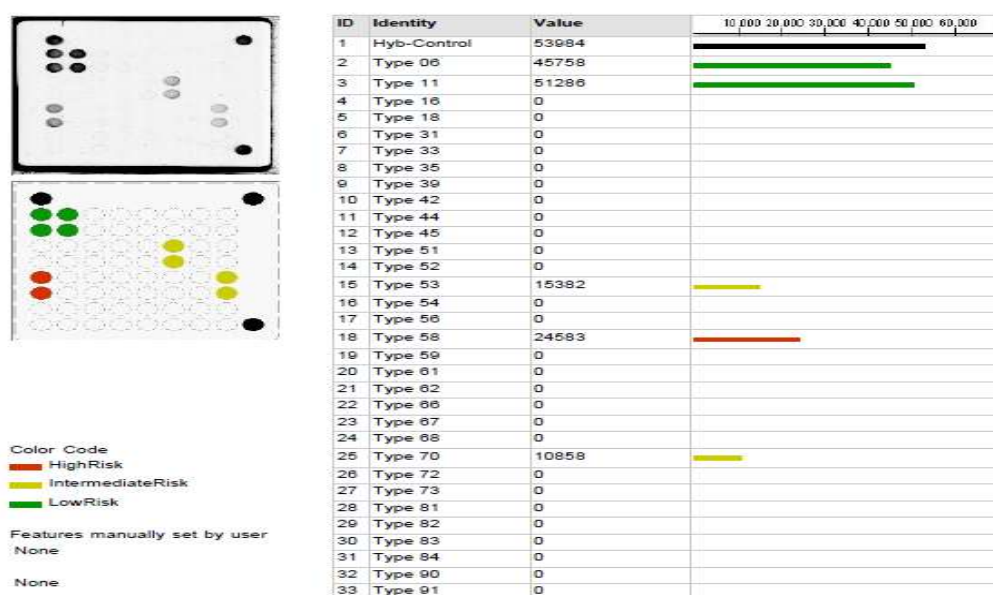 ID Identity Value 10,000 20,000 30,000 40,000 50,000 60,000
1 Hyb-Control 53984
2 Type 06 45758
3 Type 11 51286
4 Type 16 0
5 Type 18 0
6 Type 31 0
7 Type 33 0
8 Type 35 0
9 Type 39 0
10 Type 42 0
11 Type 44 0
12 Type 45 0
13 Type 51 0
14 Type 52 0
15 Type 53 15382
16 Type 54 0
17 Type 56 0
18 Type 58 24583
19 Type 59 0
20 Type 61 0
21 Type 62 0
22 Type 66 0
23 Type 67 0
24 Type 68 0
25 Type 70 10858
26 Type 72 0
27 Type 73 0
28 Type 81 0
29 Type 82 0
30 Type 83 0
31 Type 84 0
32 Type 90 0
33 Type 91 0
Color Code
HighRisk
IntermediateRisk
LowRisk
Features manually set by user
None
None